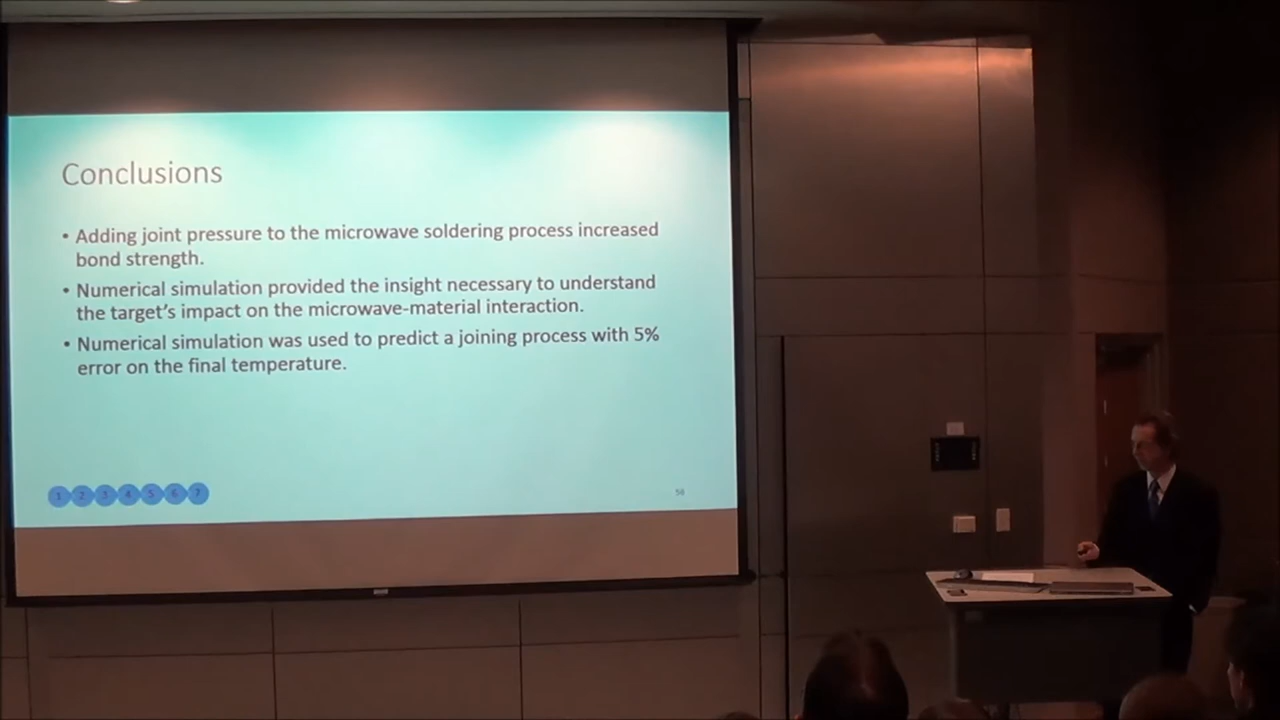 Conclusions
• Adding joint pressure to the microwave soldering process increased
bond strength.
• Numerical simulation provided the insight necessary to understand
the target's impact on the microwave-material interaction.
• Numerical simulation was used to predict a joining process with 5%
error on the final temperature.
1 2 3 4 5 6 7